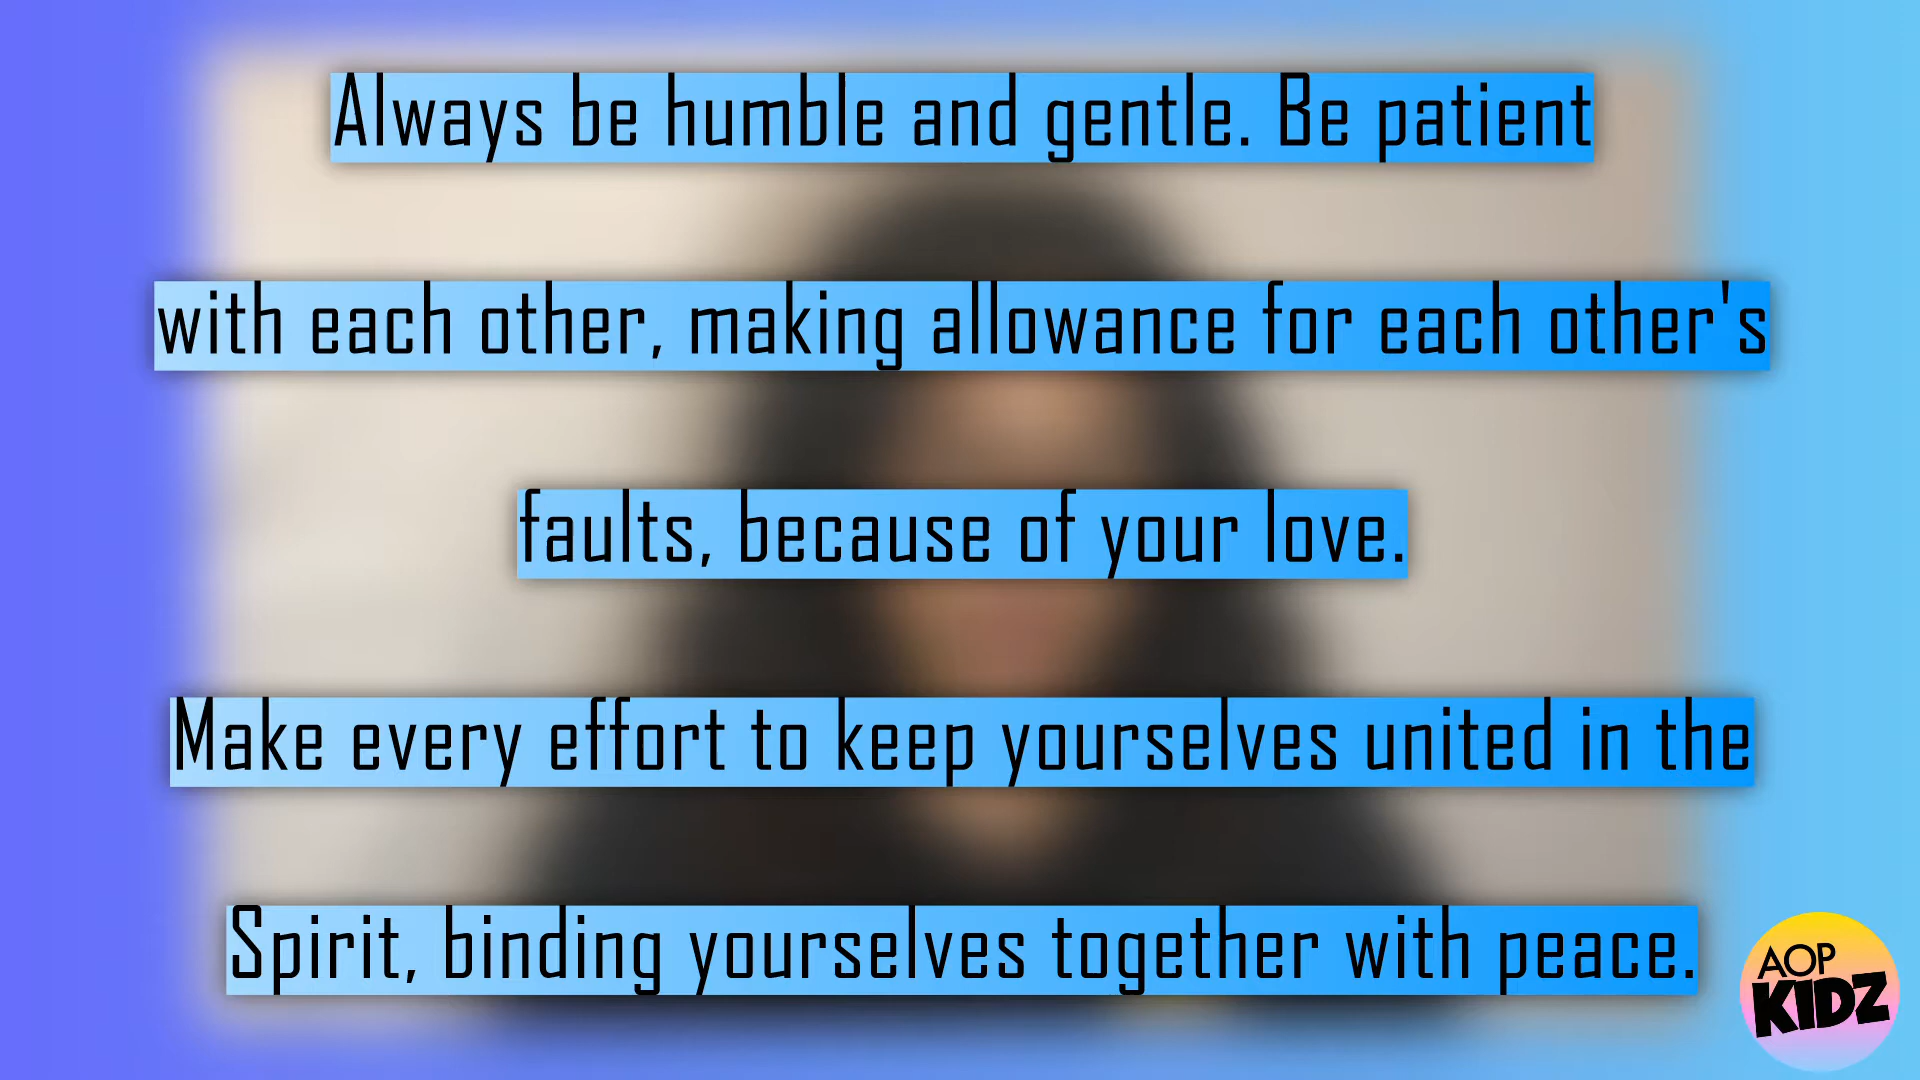 Always be humble and gentle. Be patient
with each other, making allowance for each other's
faults, because of your love.
Make every effort to keep yourselves united in the
Spirit, binding yourselves together with peace.
AOP
KIDZ